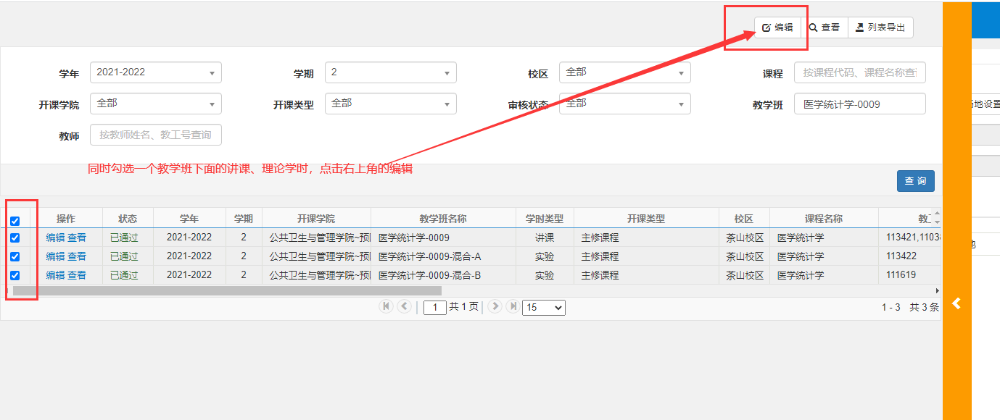 编辑 查看 列表导出
学年 2021-2022 学期 2 校区 全部 课程 按课程代码、课程名称查
开课学院 全部 开课类型 全部 审核状态 全部 教学班 医学统计学-0009
地设置
教师 按教师姓名、教工号查询
同时勾选一个教学班下面的讲课、理论学时，点击右上角的编辑
查 询
操作 状态 学年 学期 开课学院 教学班名称 学时类型 开课类型 校区 课程名称 教
编辑 查看 已通过 2021-2022 2 公共卫生与管理学院~预 医学统计学-0009 讲课 主修课程 茶山校区 医学统计学 113421,1103
编辑 查看 已通过 2021-2022 2 公共卫生与管理学院~预 医学统计学-0009-混合-A 实验 主修课程 茶山校区 医学统计学 113422
编辑 查看 已通过 2021-2022 2 公共卫生与管理学院~预 医学统计学-0009-混合-B 实验 主修课程 茶山校区 医学统计学 111619
1 共 1 页 15 1 - 3 共 3 条